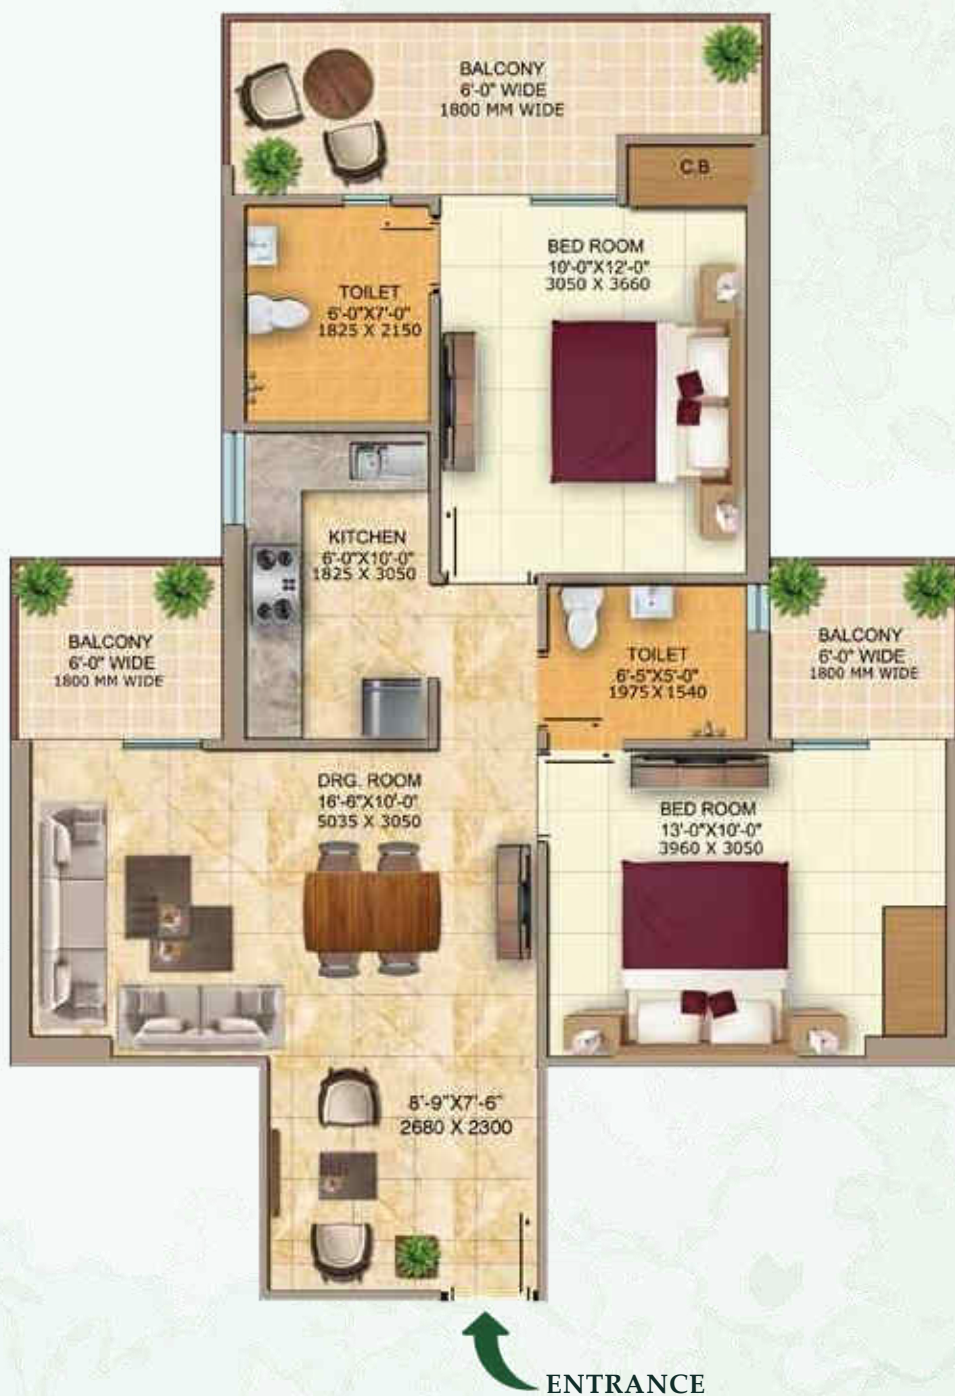 BALCONY
6'-0" WIDE
1800 MM WIDE
C.B
BED ROOM
10'-0"X12'-0"
3050 X 3660
TOILET
6'-0"X7'-0"
1825 X 2150
KITCHEN
6'-0"X10'-0"
1825 X 3050
BALCONY
6'-0" WIDE
1800 MM WIDE
TOILET
6'-5"X5'-0"
1975 X 1540
BALCONY
6'-0" WIDE
1800 MM WIDE
DRG. ROOM
16'-6"X10'-0"
5035 X 3050
BED ROOM
13'-0"X10'-0"
3960 X 3050
8'-9"X7'-6"
2680 X 2300
ENTRANCE